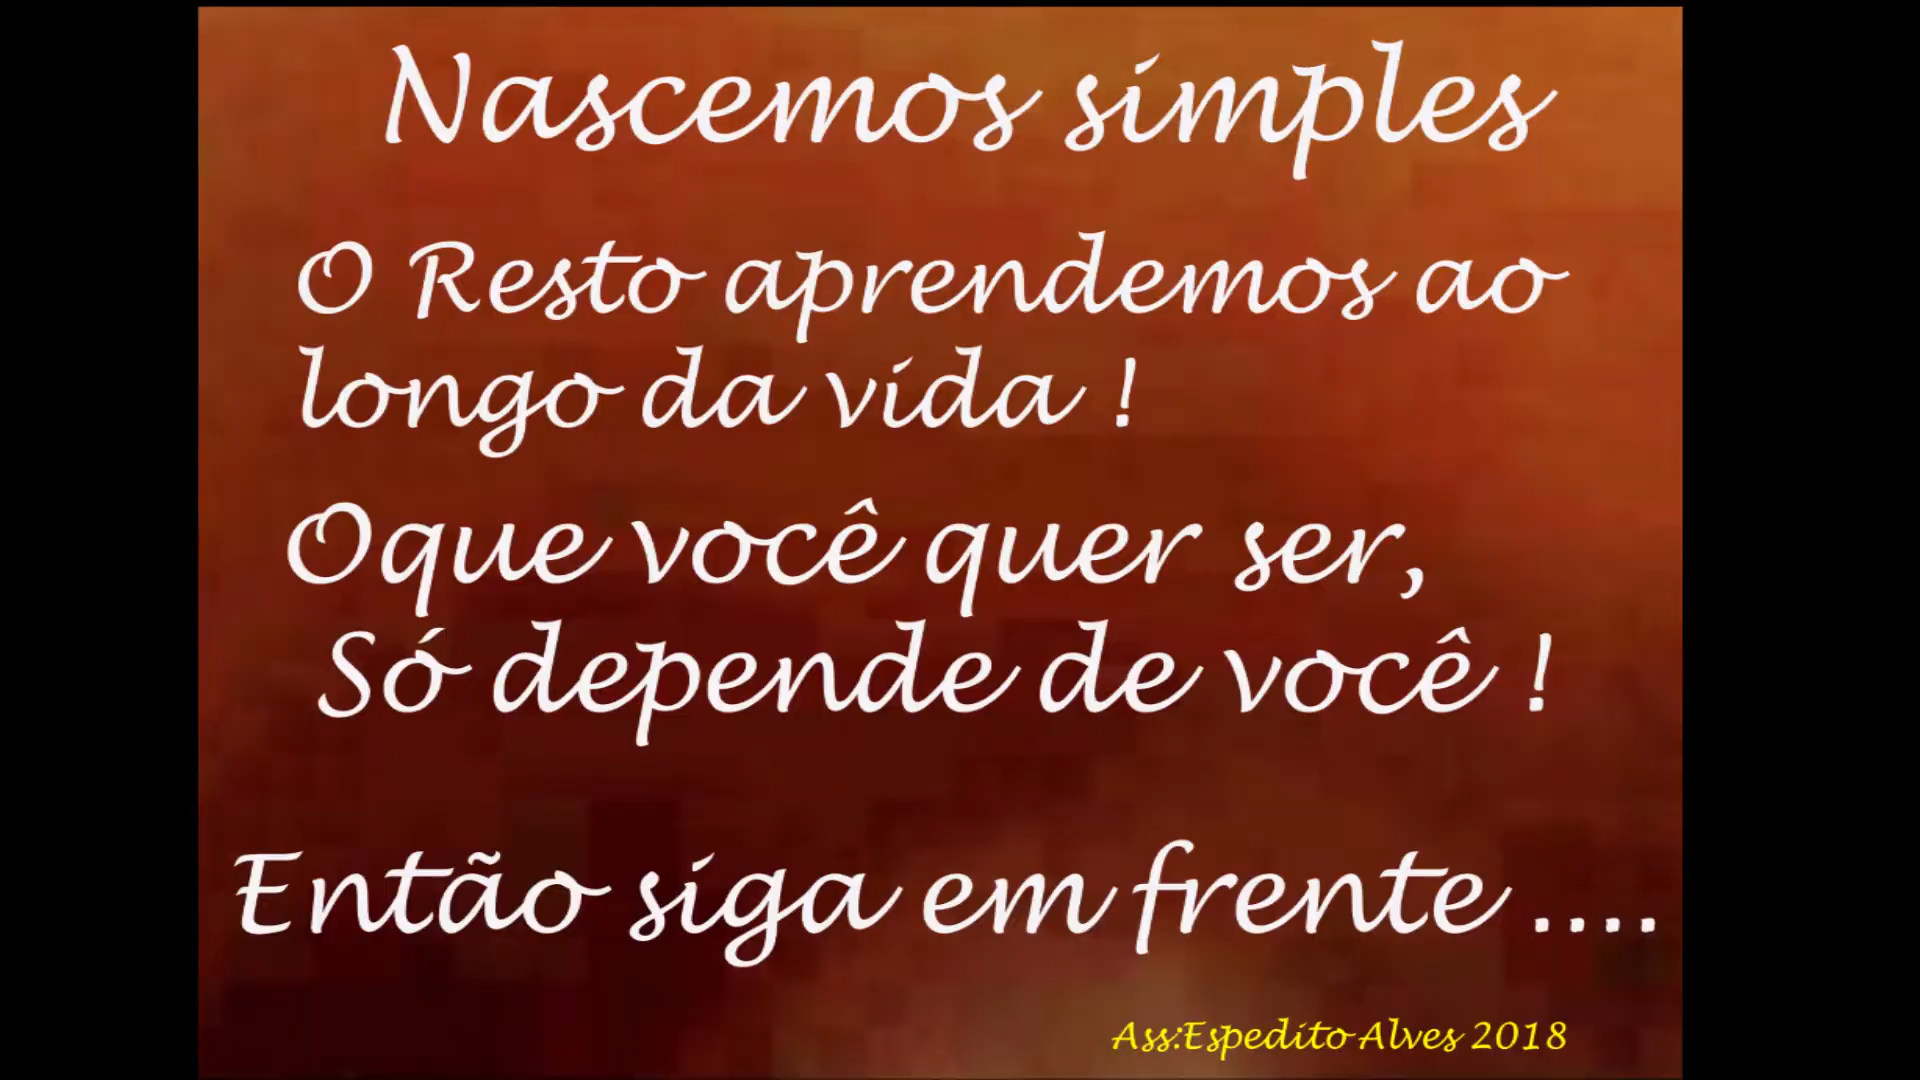 Nascemos simples
O Resto aprendemos ao
longo da vida !
Oque você quer ser,
Só depende de você !
Então siga em frente ....
Ass:Espedito Alves 2018